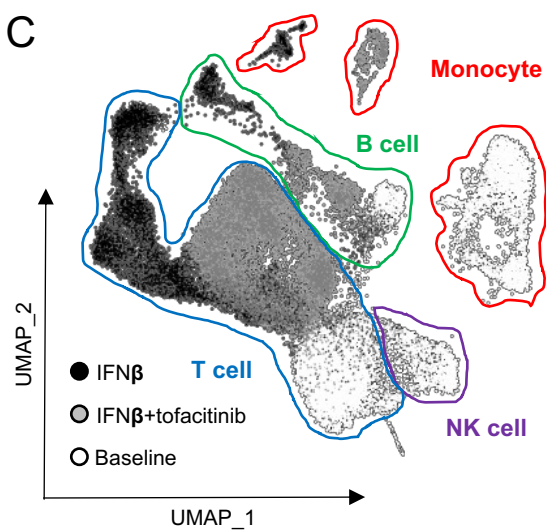 C
Monocyte
B cell
UMAP_2
IFNβ
T cell
IFNβ+tofacitinib
NK cell
Baseline
UMAP_1